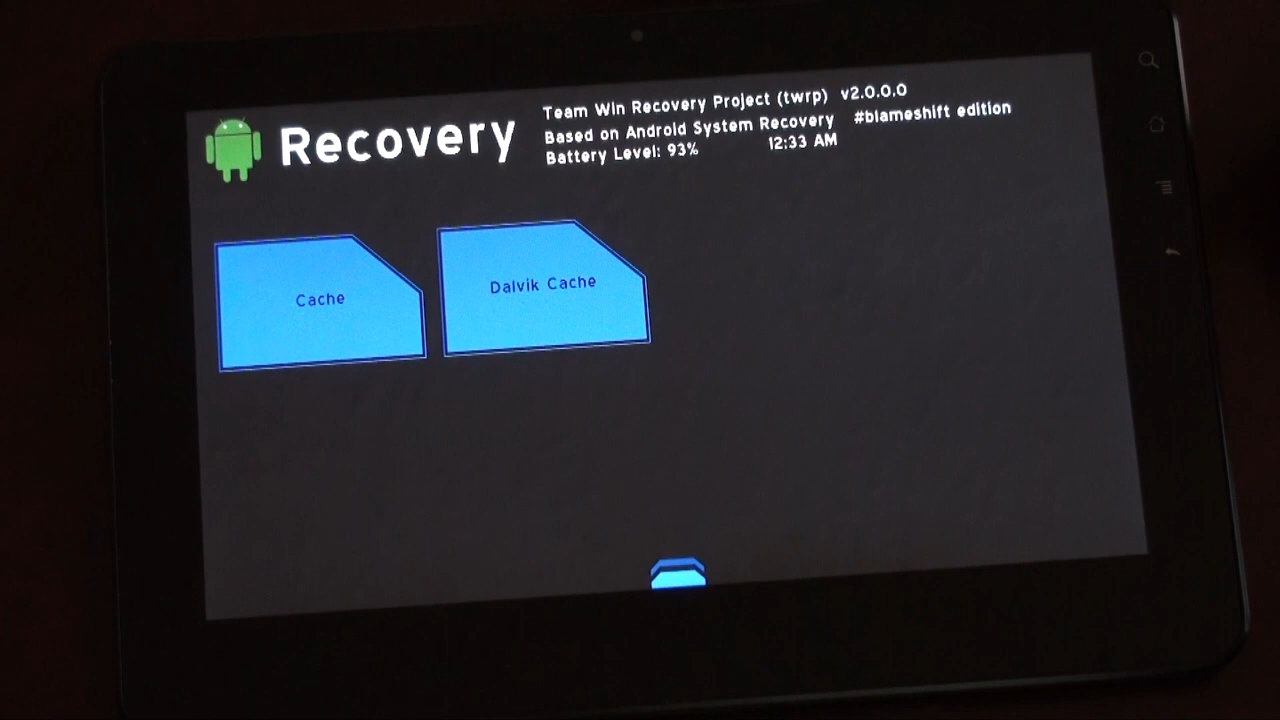 Recovery
Team Win Recovery Project (twrp) v2.0.0.0
Based on Android System Recovery #blameshift edition
Battery Level: 93% 12:33 AM
Cache
Dalvik Cache